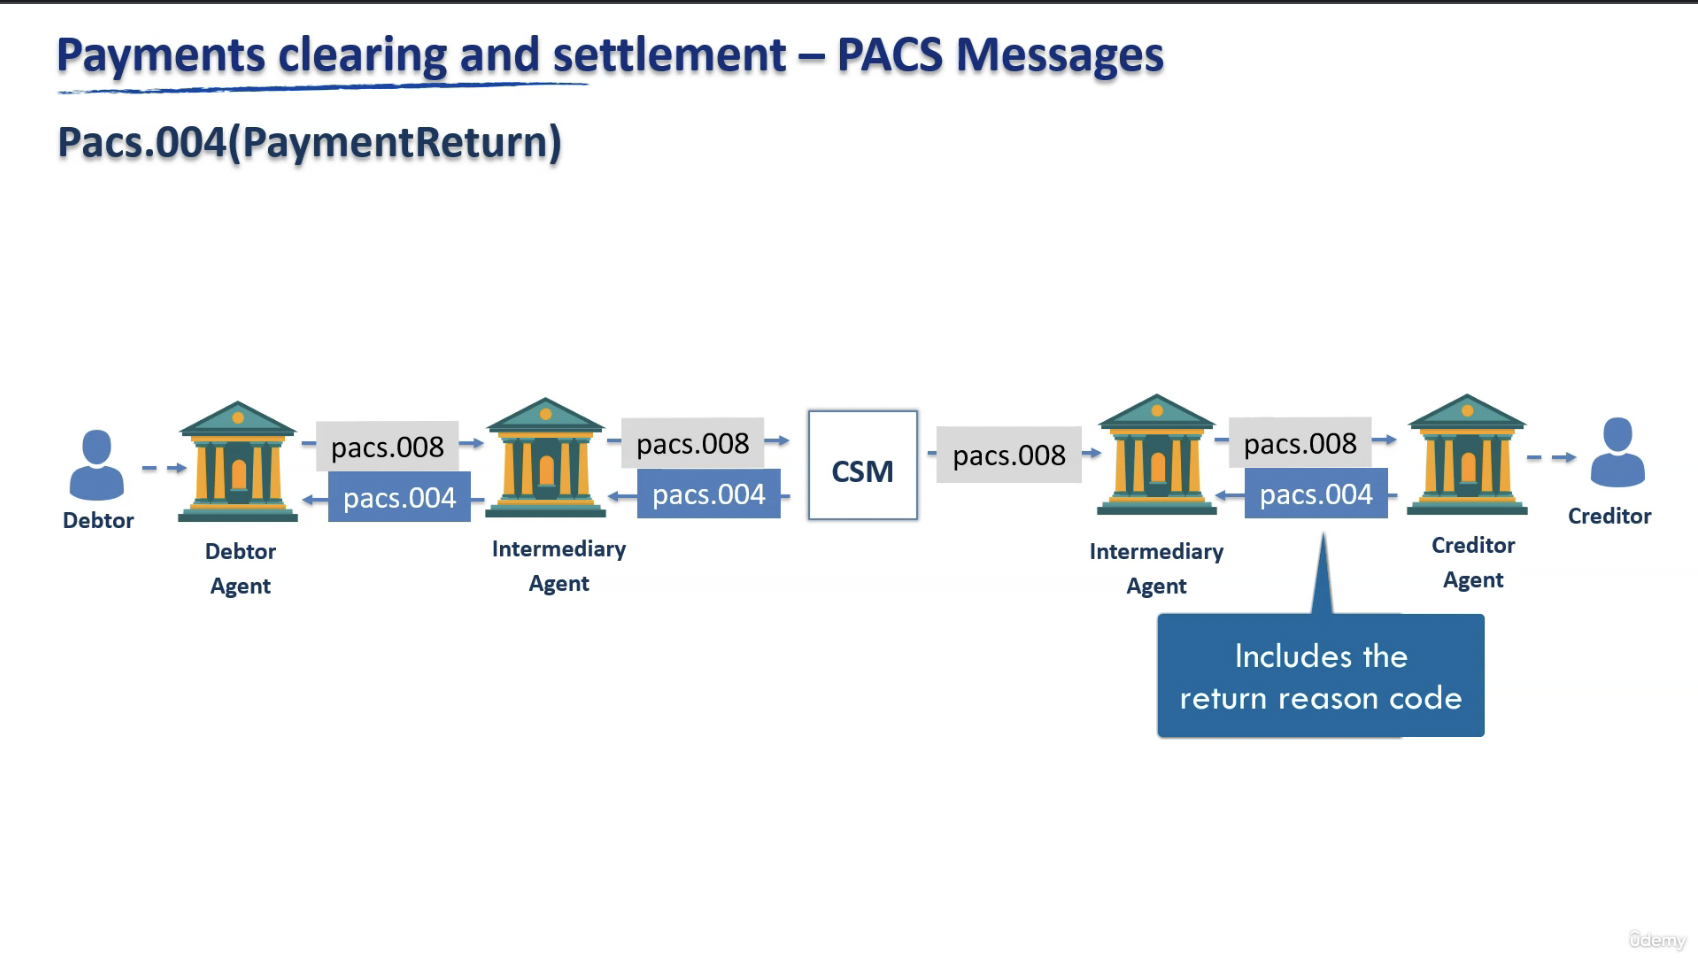 Payments clearing and settlement – PACS Messages
Pacs.004(PaymentReturn)
pacs.008
pacs.004
pacs.008
pacs.004
CSM
pacs.008
pacs.008
pacs.004
Debtor
Debtor
Agent
Intermediary
Agent
Intermediary
Agent
Creditor
Agent
Creditor
Includes the
return reason code
ûdemy